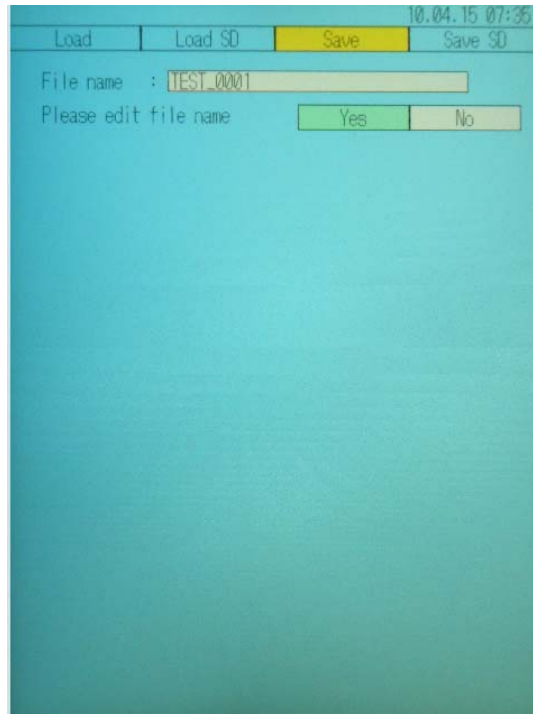 10.04.15 07:35
Load Load SD Save Save SD
File name : TEST_0001
Please edit file name Yes No